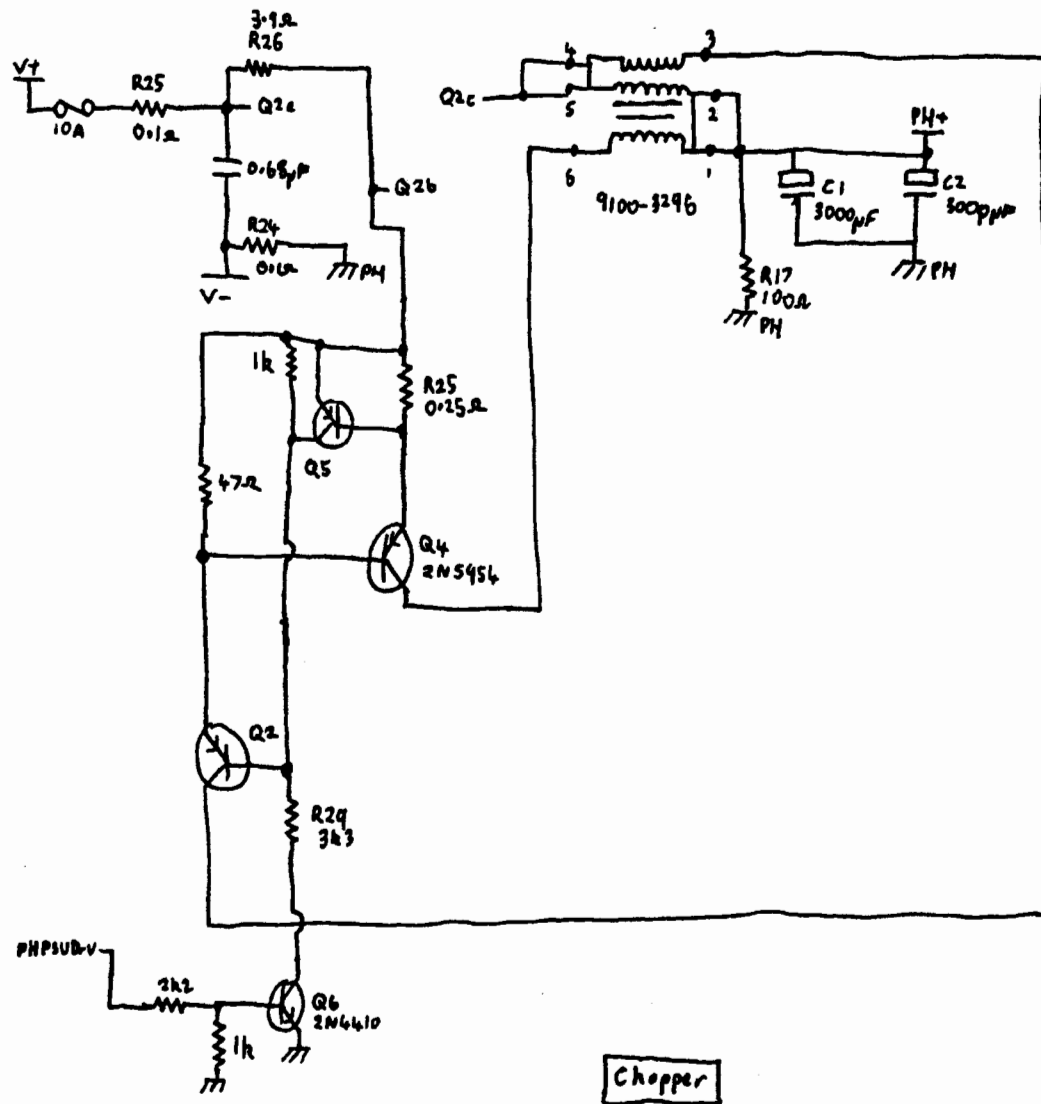 3.9Ω
R26
V+
R25
10A
0.1Ω
Q2e
0.68µF
Q2b
R24
0.1Ω
PH
V-
4
3
Q2c
5
2
6
1
9100-3296
PH+
C1
3000µF
C2
PH
R17
100Ω
PH
1k
R25
0.25Ω
Q5
47Ω
Q4
2N5954
Q2
R29
3k3
PHPSUDrv
2k2
Q6
2N4410
1k
Chopper